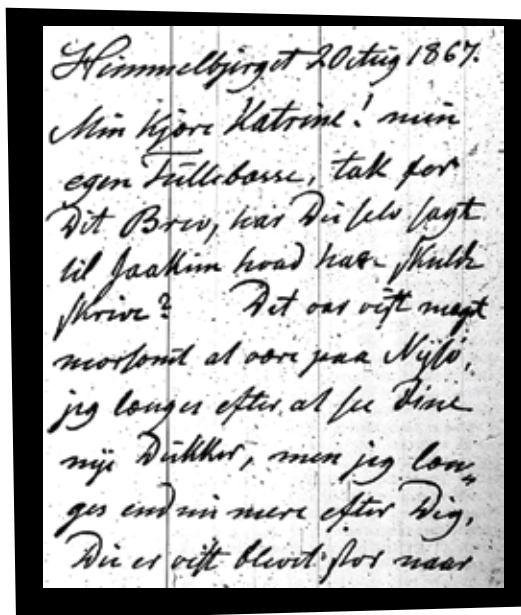 Himmelbjerget 20 Aug 1867.
Min kjære Katrine! min
egen Tullebasse, tak for
Dit Brev, har Du selv sagt
til Joakim hvad han skulde
skrive? Det var vist megt
morsomt at være paa Nysø,
jeg længes efter at see Dine
nye Dukker, men jeg læn„
ges endnu mere efter Dig,
Du er vist blevet stor naar